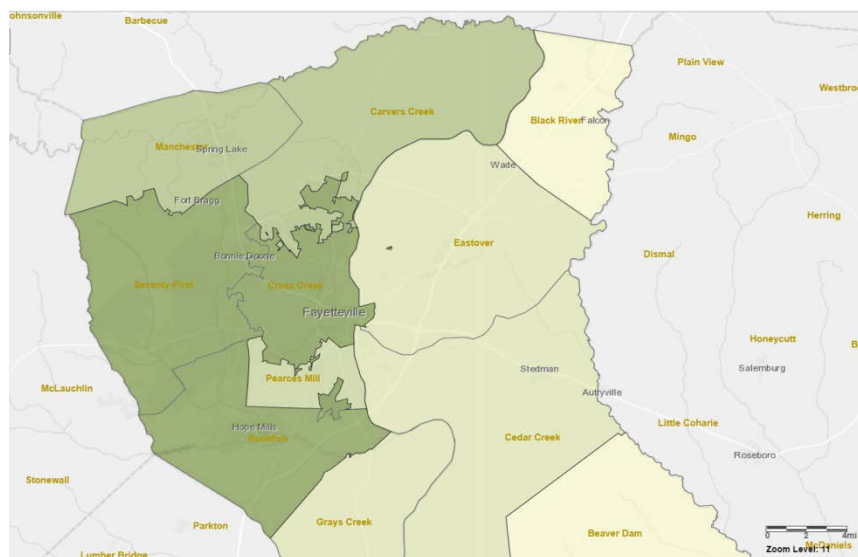 Johnsonville
Barbecue
Plain View
Westbroo
Carvers Creek
Black River
Falcon
Mingo
Manchester
Spring Lake
Wade
Fort Bragg
Herring
Eastover
Dismal
Bonnie Doone
Seventy-First
Cross Creek
Fayetteville
Honeycutt
B
Salemburg
Stedman
Pearces Mill
McLauchlin
Autryville
Little Coharie
Hope Mills
Rockfish
Cedar Creek
Roseboro
Stonewall
Parkton
Grays Creek
Beaver Dam
0 2 4mi
McDaniels
Zoom Level: 11
Lumber Bridge